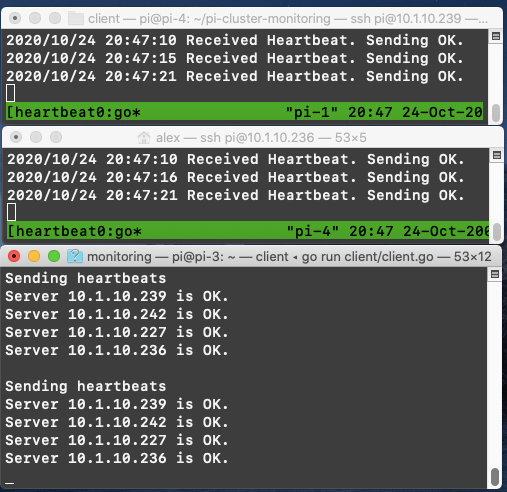 client — pi@pi-4: ~/pi-cluster-monitoring — ssh pi@10.1.10.239 —...
2020/10/24 20:47:10 Received Heartbeat. Sending OK.
2020/10/24 20:47:15 Received Heartbeat. Sending OK.
2020/10/24 20:47:21 Received Heartbeat. Sending OK.
[heartbeat0:go* "pi-1" 20:47 24-Oct-20
alex — ssh pi@10.1.10.236 — 53×5
2020/10/24 20:47:10 Received Heartbeat. Sending OK.
2020/10/24 20:47:16 Received Heartbeat. Sending OK.
2020/10/24 20:47:21 Received Heartbeat. Sending OK.
[heartbeat0:go* "pi-4" 20:47 24-Oct-200
monitoring — pi@pi-3: ~ — client ◂ go run client/client.go — 53×12
Sending heartbeats
Server 10.1.10.239 is OK.
Server 10.1.10.242 is OK.
Server 10.1.10.227 is OK.
Server 10.1.10.236 is OK.
Sending heartbeats
Server 10.1.10.239 is OK.
Server 10.1.10.242 is OK.
Server 10.1.10.227 is OK.
Server 10.1.10.236 is OK.